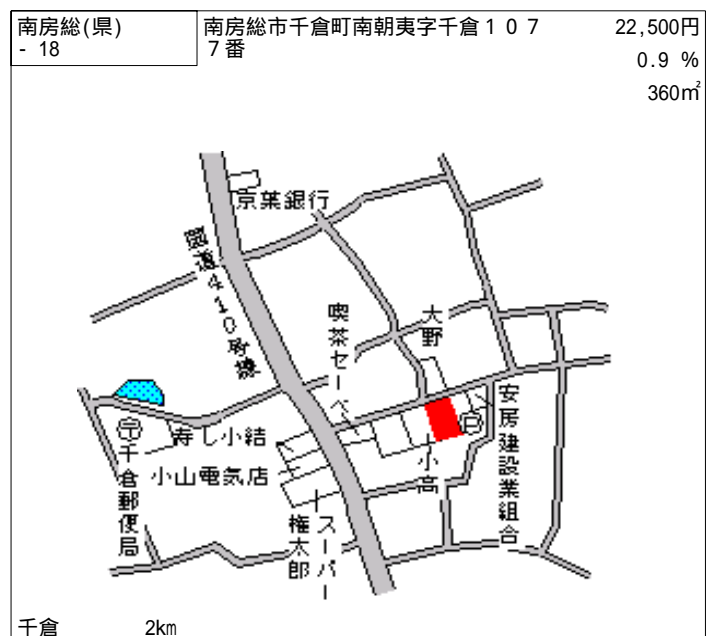 南房総(県)
- 18
南房総市千倉町南朝夷字千倉１０７
７番
22,500円
0.9 %
360㎡
京葉銀行
国道410号線
喫茶セーベ
大野
寿し小結
小山電気店
千倉郵便局
小高
P
安房建設業組合
スーパー
権太郎
千倉 2km